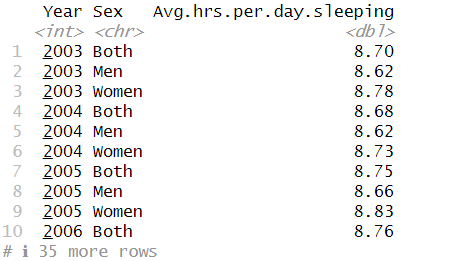 Year Sex Avg.hrs.per.day.sleeping
<int> <chr> <dbl>
1 2003 Both 8.70
2 2003 Men 8.62
3 2003 Women 8.78
4 2004 Both 8.68
5 2004 Men 8.62
6 2004 Women 8.73
7 2005 Both 8.75
8 2005 Men 8.66
9 2005 Women 8.83
10 2006 Both 8.76
# ℹ 35 more rows